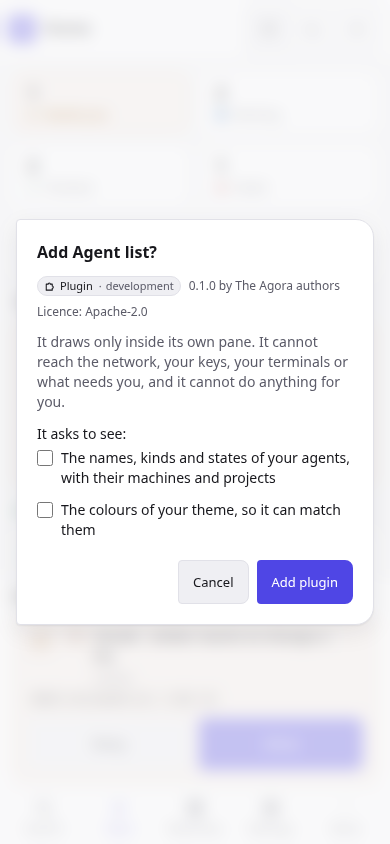 Add Agent list?
Plugin · development 0.1.0 by The Agora authors
Licence: Apache-2.0
It draws only inside its own pane. It cannot
reach the network, your keys, your terminals or
what needs you, and it cannot do anything for
you.
It asks to see:
The names, kinds and states of your agents,
with their machines and projects
The colours of your theme, so it can match
them
Cancel Add plugin